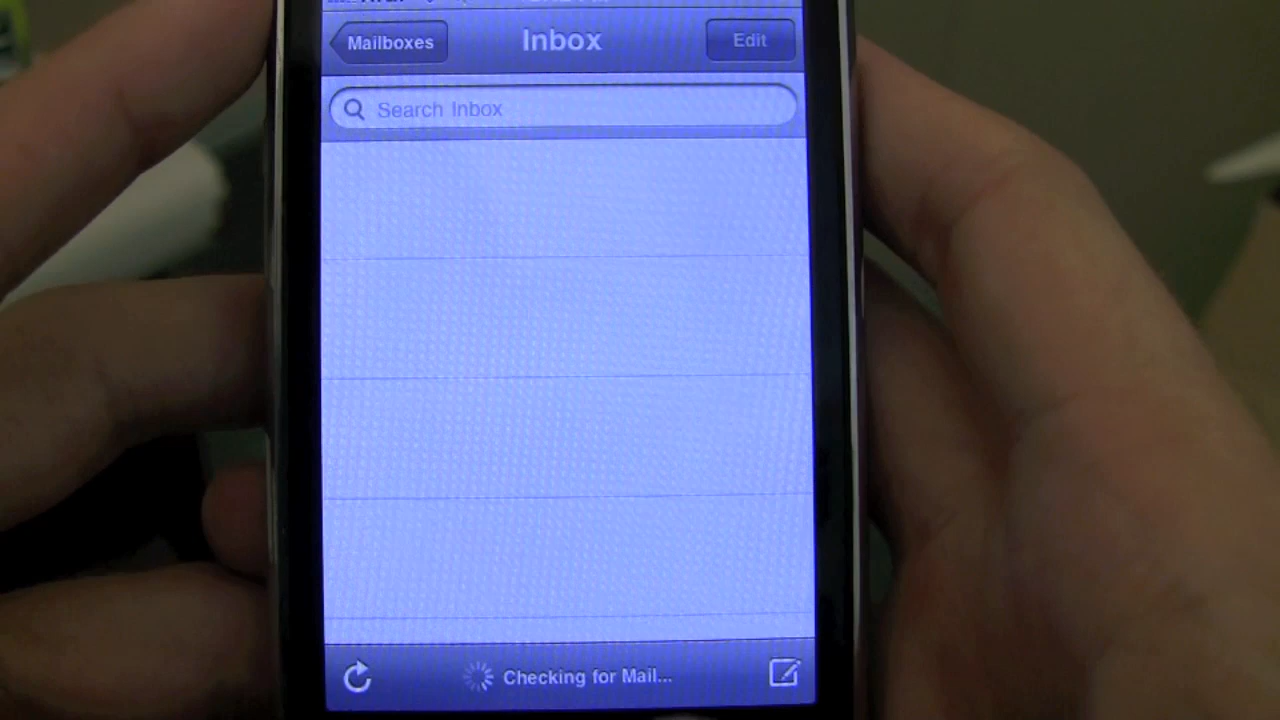 Mailboxes
Inbox
Edit
Search Inbox
Checking for Mail...